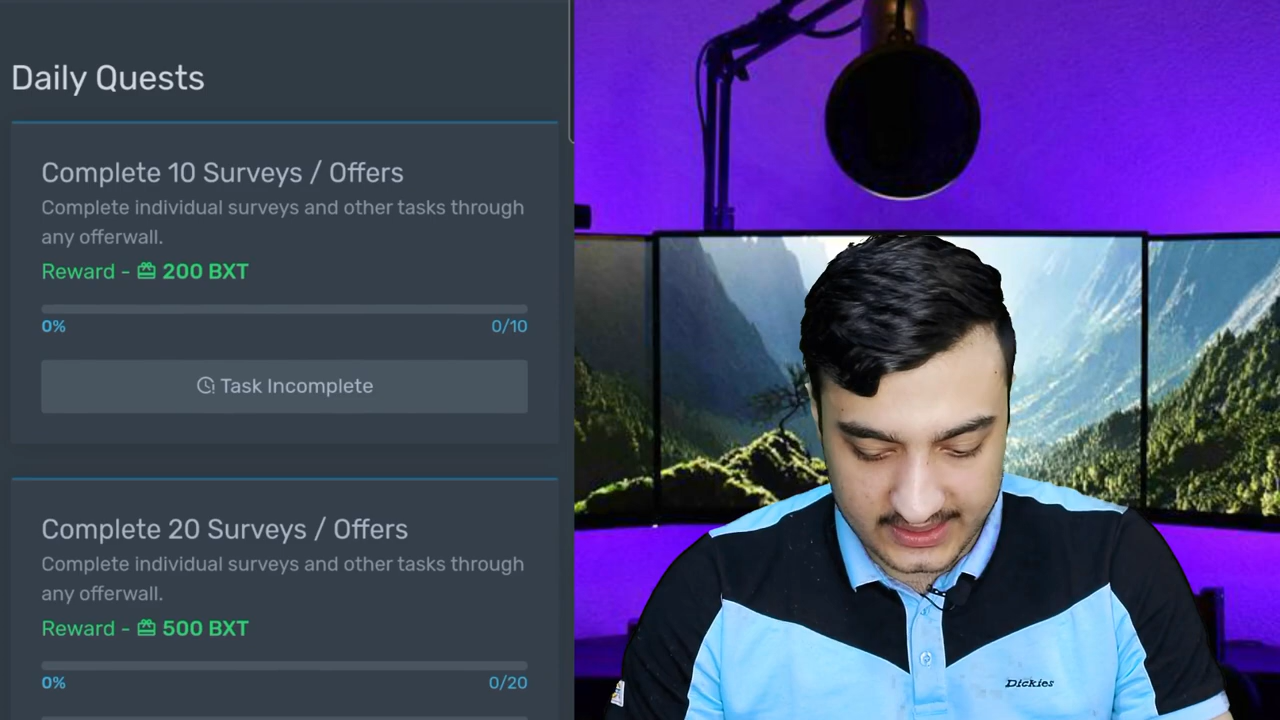 Daily Quests
Complete 10 Surveys / Offers
Complete individual surveys and other tasks through
any offerwall.
Reward - 200 BXT
0% 0/10
Task Incomplete
Complete 20 Surveys / Offers
Complete individual surveys and other tasks through
any offerwall.
Reward - 500 BXT
0% 0/20
Dickies